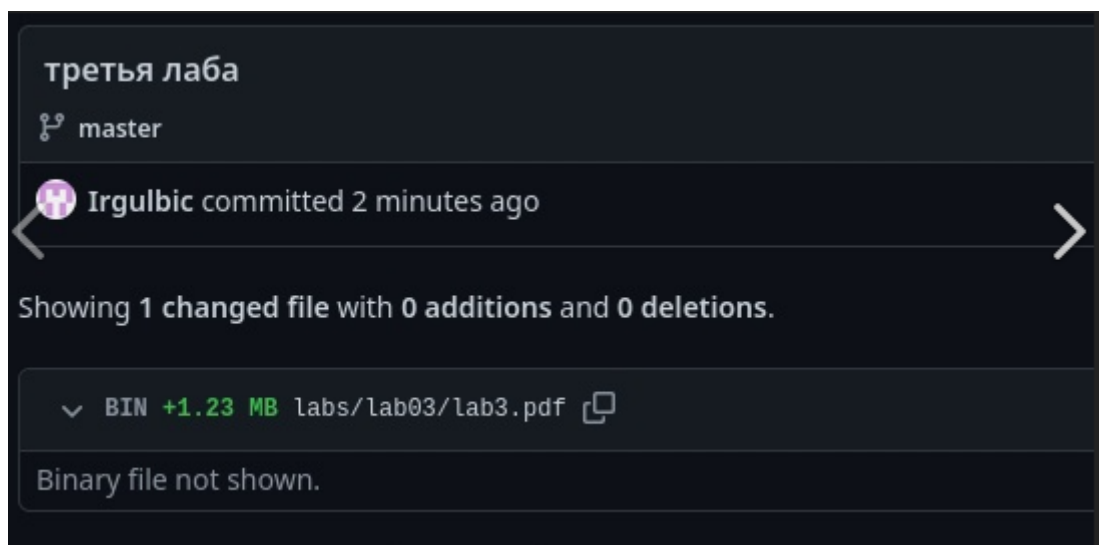 третья лаба
master
Irgulbic committed 2 minutes ago
Showing 1 changed file with 0 additions and 0 deletions.
BIN +1.23 MB labs/lab03/lab3.pdf
Binary file not shown.